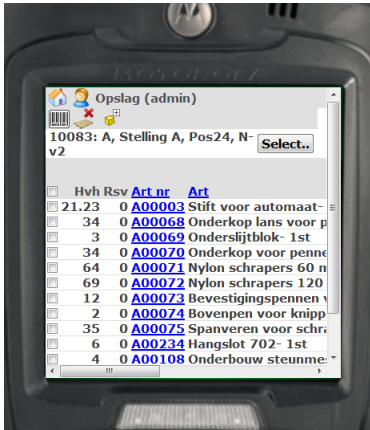 MOTOROLA
Opslag (admin)
10083: A, Stelling A, Pos24, N-
v2
Select..
Hvh Rsv Art nr Art
21.23 0 A00003 Stift voor automaat-
34 0 A00068 Onderkop lans voor p
3 0 A00069 Onderslijtblok- 1st
34 0 A00070 Onderkop voor penne
64 0 A00071 Nylon schrapers 60 m
69 0 A00072 Nylon schrapers 120
12 0 A00073 Bevestigingspennen v
2 0 A00074 Bovenpen voor knipp
35 0 A00075 Spanveren voor schra
6 0 A00234 Hangslot 702- 1st
4 0 A00108 Onderbouw steunmes